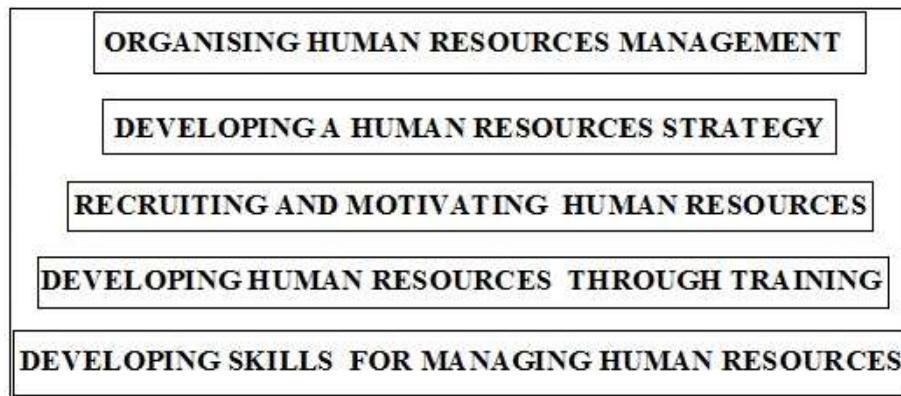 ORGANISING HUMAN RESOURCES MANAGEMENT
DEVELOPING A HUMAN RESOURCES STRATEGY
RECRUITING AND MOTIVATING HUMAN RESOURCES
DEVELOPING HUMAN RESOURCES THROUGH TRAINING
DEVELOPING SKILLS FOR MANAGING HUMAN RESOURCES